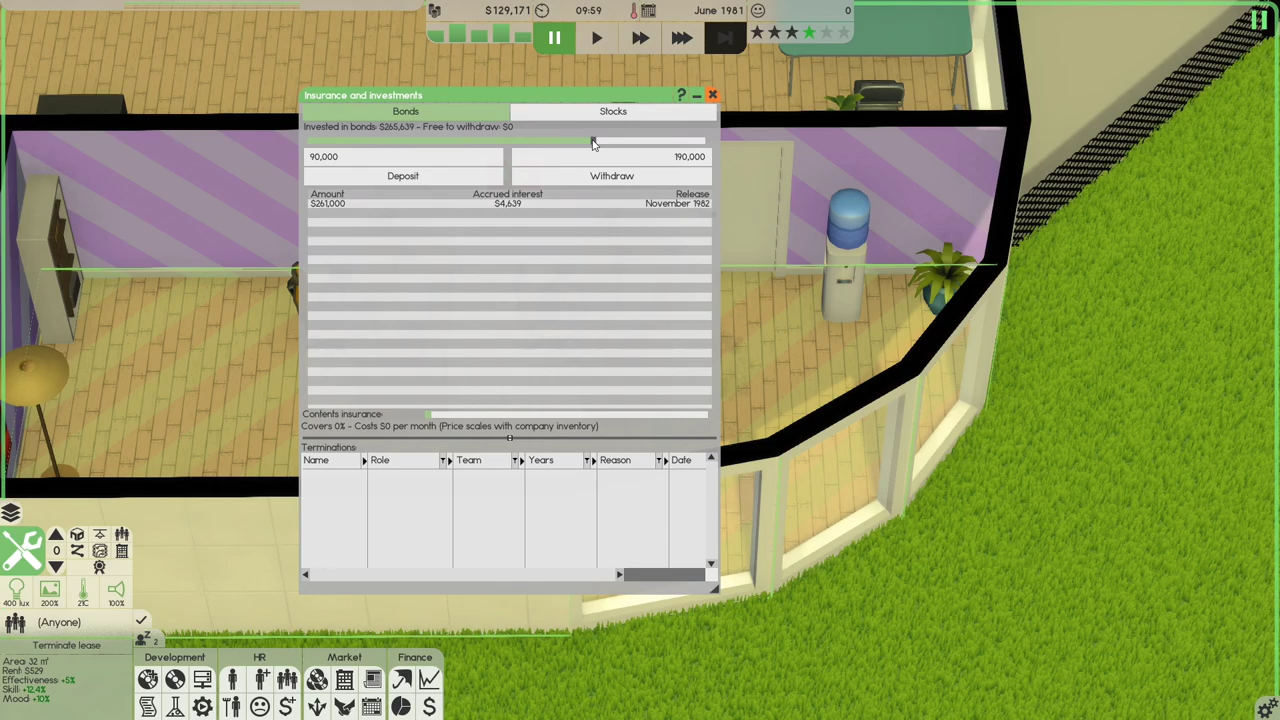 $129,171 09:59 June 1981 0
Insurance and investments ?
Bonds Stocks
Invested in bonds: $265,639 - Free to withdraw: $0
90,000 190,000
Deposit Withdraw
Amount Accrued interest Release
$261,000 $4,639 November 1982
Contents insurance:
Covers 0% - Costs $0 per month (Price scales with company inventory)
Terminations:
Name Role Team Years Reason Date
0
400 lux 200% 21C 100%
(Anyone)
Z 2
Terminate lease
Area: 32 m²
Rent: $529
Effectiveness: +5%
Skill: +12.4%
Mood: +10%
Development HR Market Finance